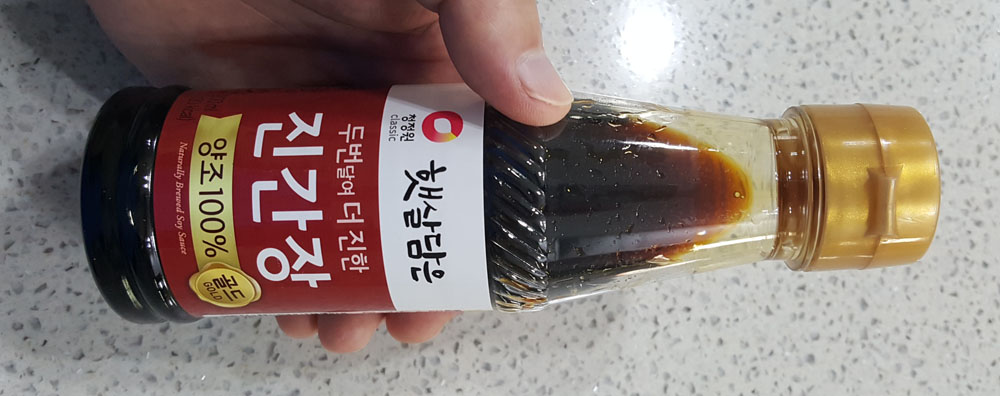 청정원
classic
햇살담은
두번달여 더 진한
진간장
양조100%
Naturally Brewed Soy Sauce
골드
GOLD